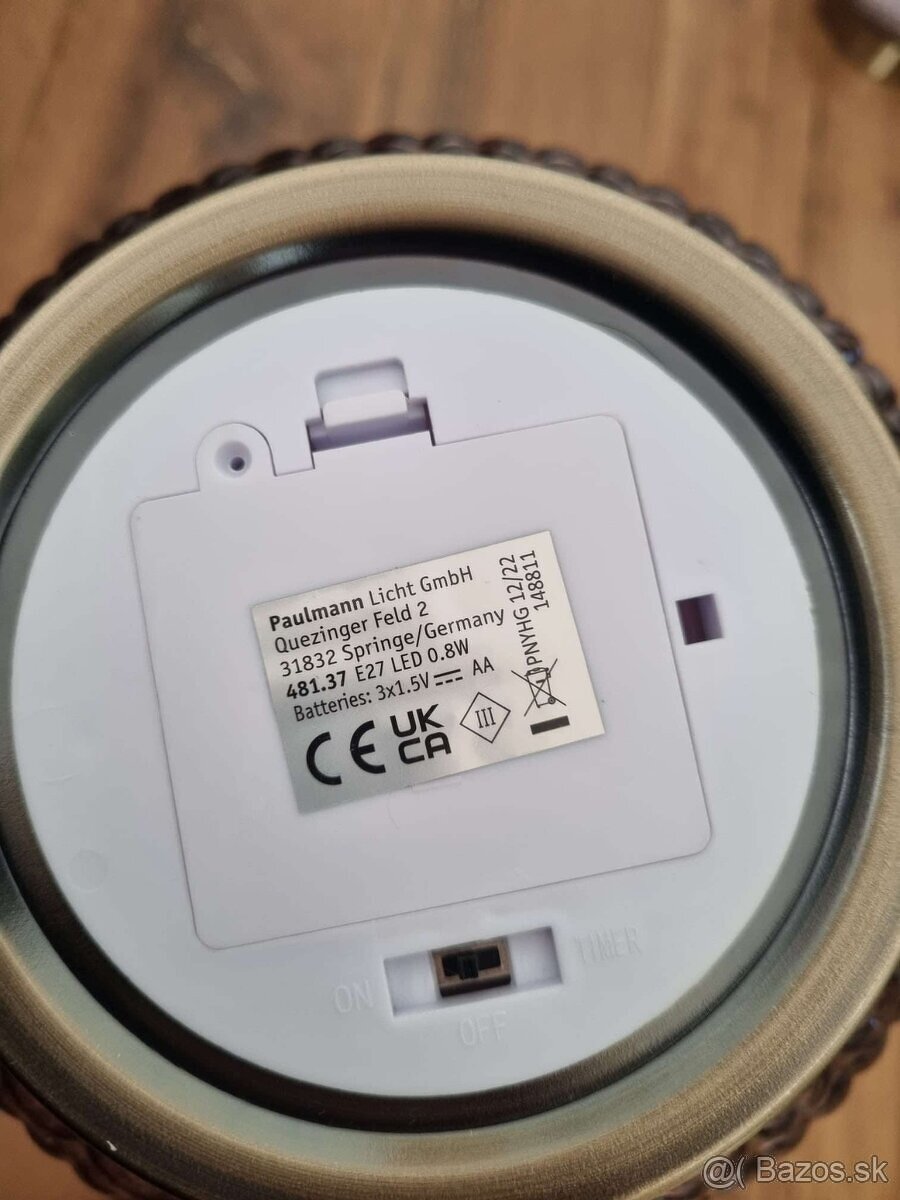 Paulmann Licht GmbH
Quezinger Feld 2
31832 Springe/Germany
481.37 E27 LED 0.8W
Batteries: 3x1.5V⎓ AA
CE UK
CA
III
DPNYHG 12/22
148811
ON
OFF
TIMER
@( Bazos.sk